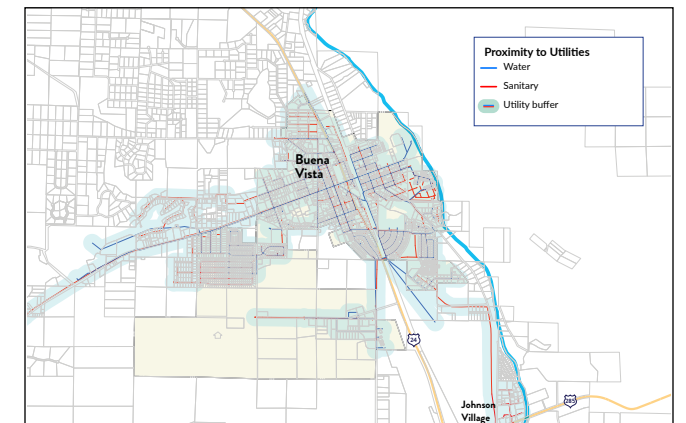 Proximity to Utilities
Water
Sanitary
Utility buffer
Buena
Vista
24
285
Johnson
Village